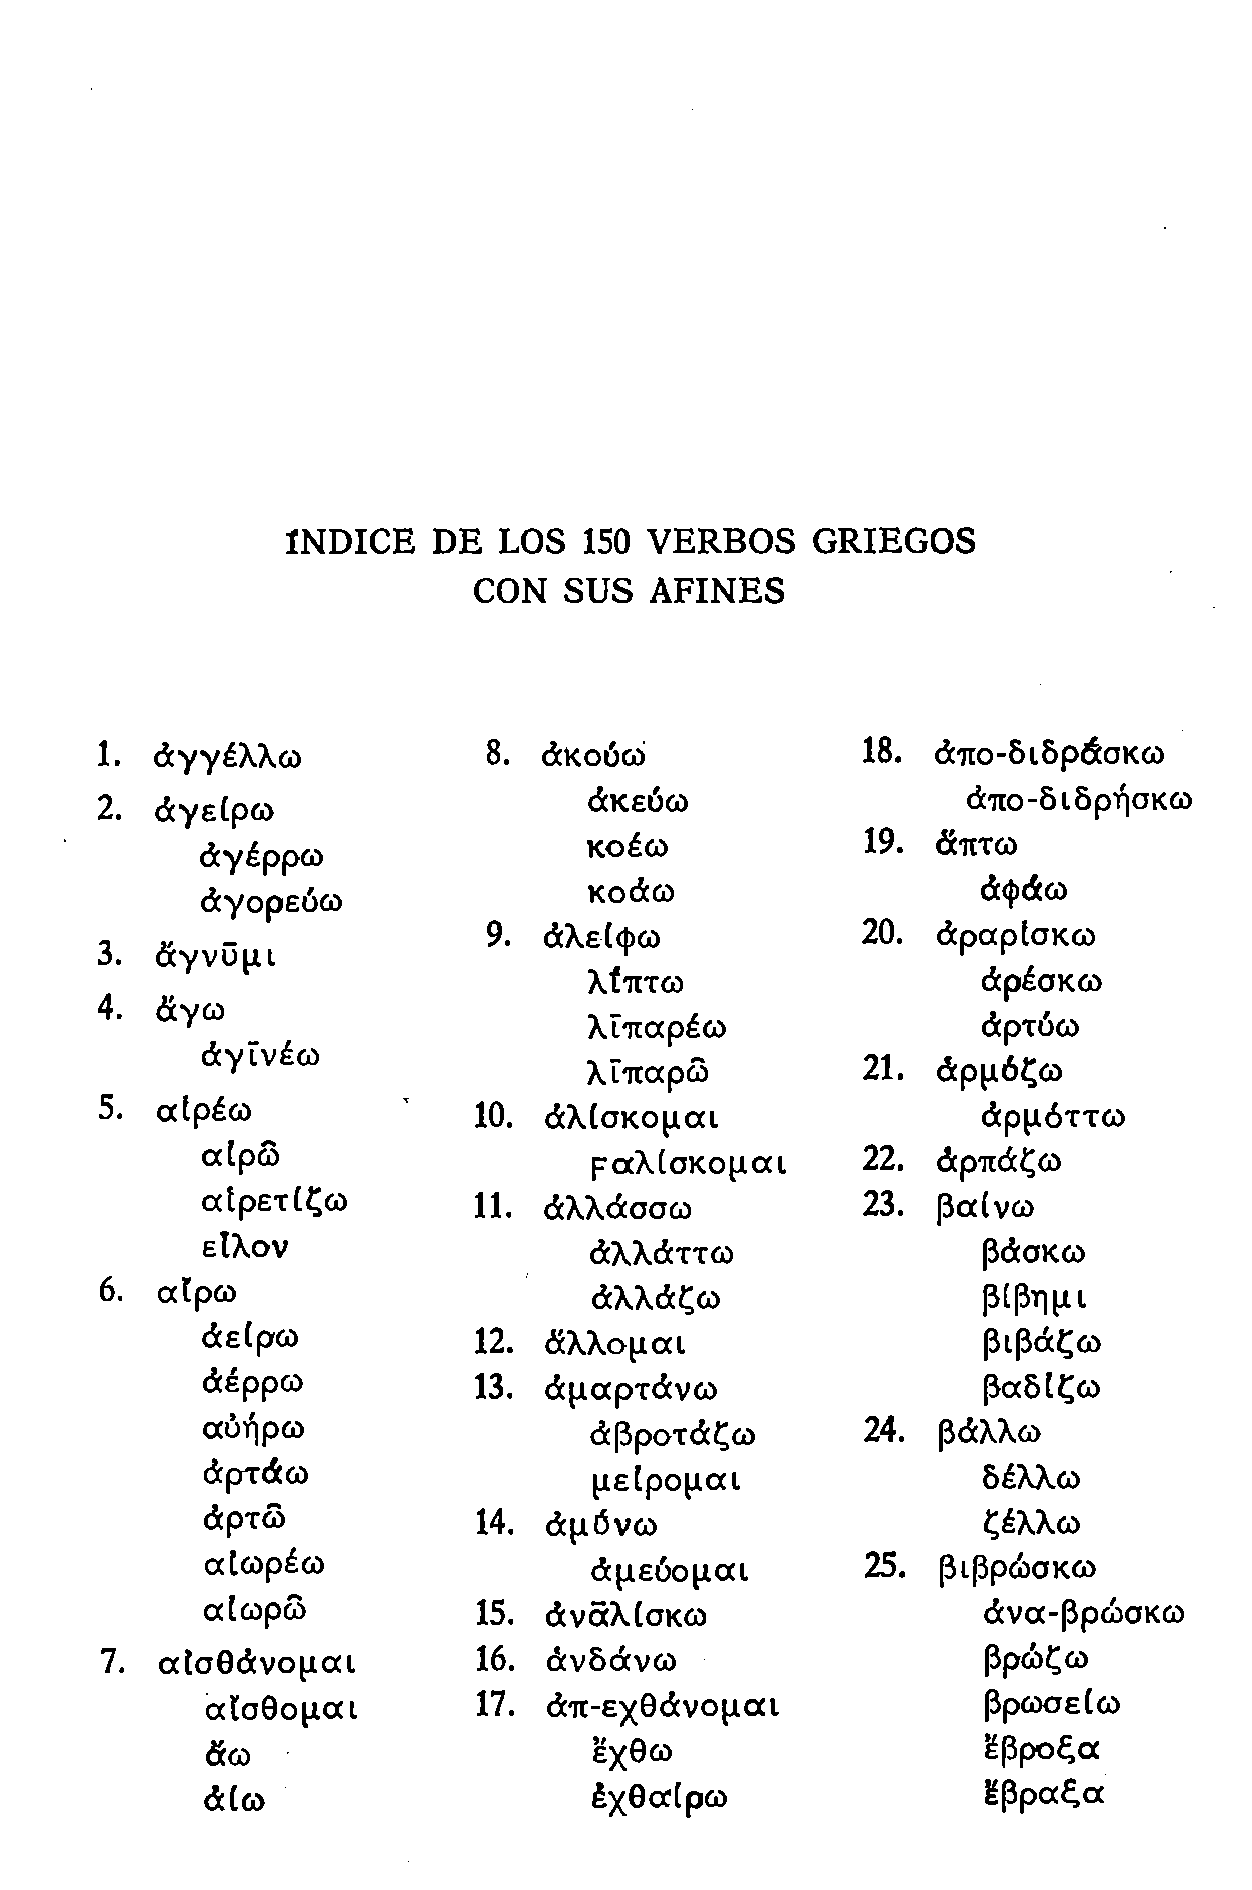 ÍNDICE DE LOS 150 VERBOS GRIEGOS
CON SUS AFINES
1. ἀγγέλλω
2. ἀγείρω
ἀγέρρω
ἀγορεύω
3. ἄγνῡμι
4. ἄγω
ἀγῑνέω
5. αἱρέω
αἱρῶ
αἱρετίζω
εἷλον
6. αἴρω
ἀείρω
ἀέρρω
αὐήρω
ἀρτάω
ἀρτῶ
αἰωρέω
αἰωρῶ
7. αἰσθάνομαι
αἴσθομαι
ἄω
ἀίω
8. ἀκούω
ἀκεύω
κοέω
κοάω
9. ἀλείφω
λίπτω
λῑπαρέω
λῑπαρῶ
10. ἁλίσκομαι
ϝαλίσκομαι
11. ἀλλάσσω
ἀλλάττω
ἀλλάζω
12. ἅλλομαι
13. ἁμαρτάνω
ἀβροτάζω
μείρομαι
14. ἀμύνω
ἀμεύομαι
15. ἀνᾱλίσκω
16. ἁνδάνω
17. ἀπ-εχθάνομαι
ἔχθω
ἐχθαίρω
18. ἀπο-διδράσκω
ἀπο-διδρήσκω
19. ἅπτω
ἀφάω
20. ἀραρίσκω
ἀρέσκω
ἀρτύω
21. ἁρμόζω
ἁρμόττω
22. ἁρπάζω
23. βαίνω
βάσκω
βίβημι
βιβάζω
βαδίζω
24. βάλλω
δέλλω
ζέλλω
25. βιβρώσκω
ἀνα-βρώσκω
βρώζω
βρωσείω
ἔβροξα
ἔβραξα